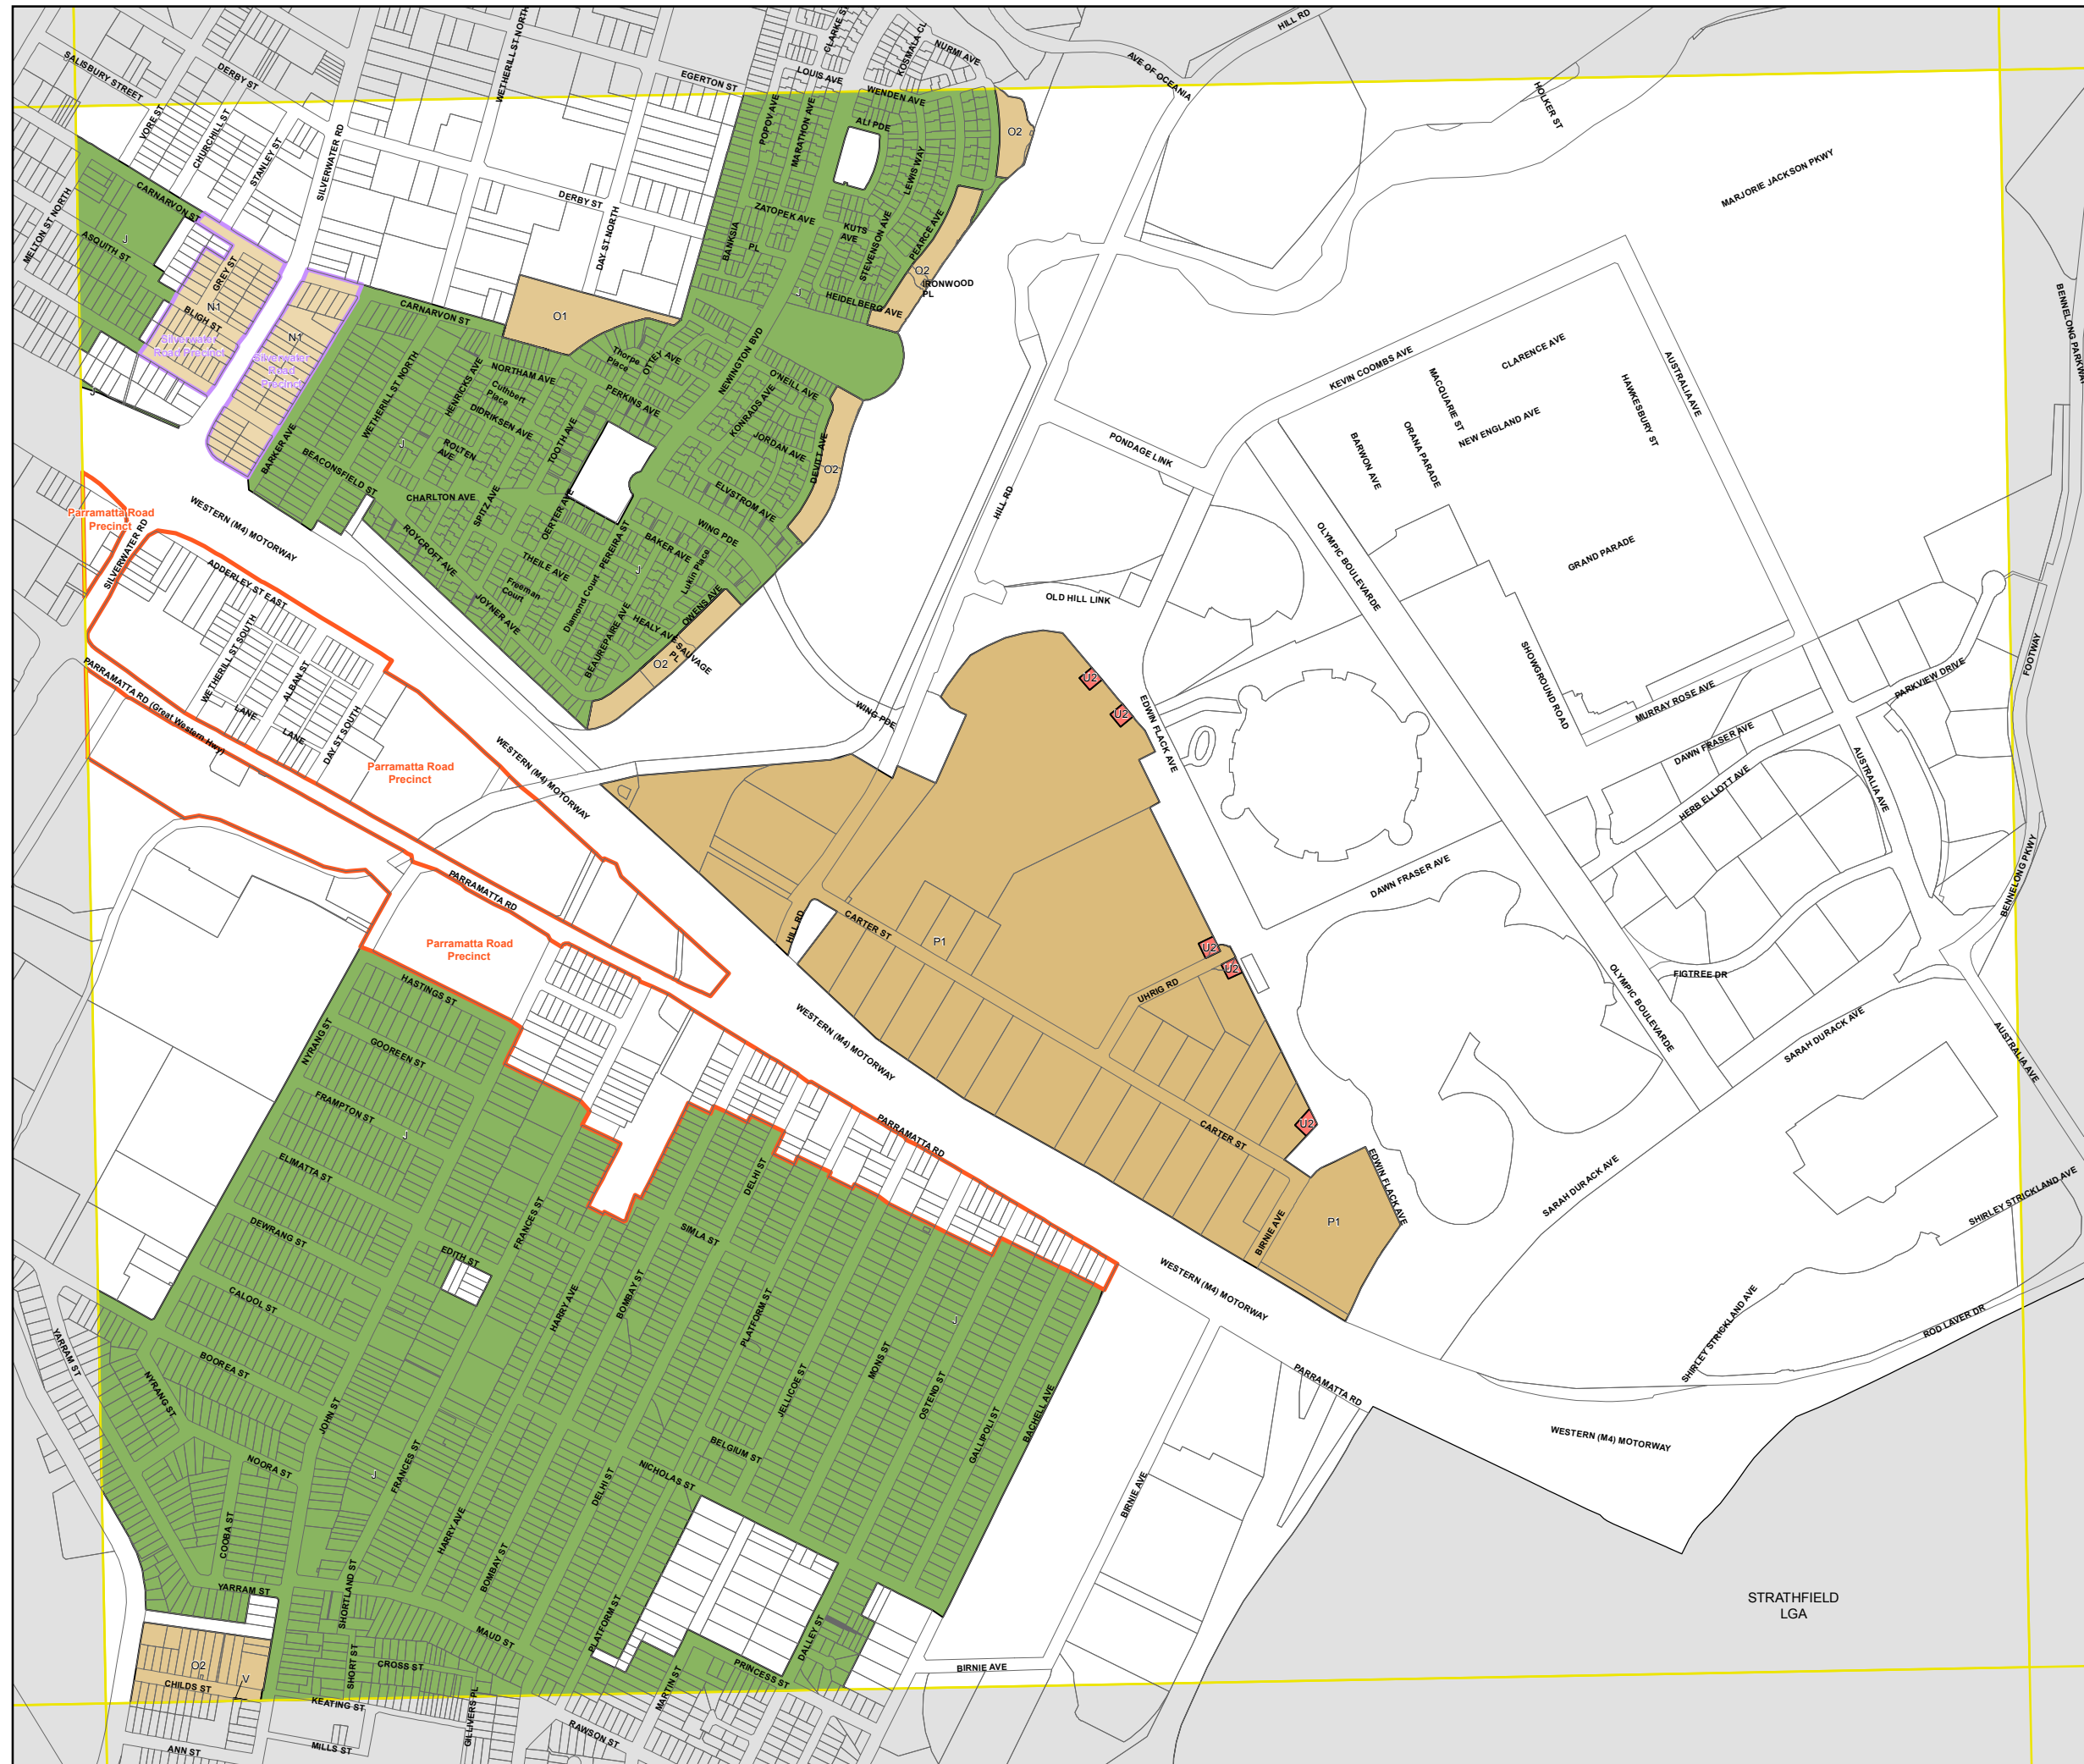 HILL RD
CLARKE ST
KOSMALA CL
NURMI AVE
AVE OF OCEANIA
SALISBURY STREET
DERBY ST
WETHERILL ST NORTH
EGERTON ST
LOUIS AVE
WENDEN AVE
HOLKER ST
VORE ST
CHURCHILL ST
STANLEY ST
SILVERWATER RD
POPOV AVE
MARATHON AVE
ALI PDE
O2
LEWIS WAY
MARJORIE JACKSON PKWY
MELTON ST NORTH
CARNARVON ST
ASQUITH ST
J
DERBY ST
DAY ST NORTH
BANKSIA
PL
ZATOPEK AVE
KUTS
AVE
STEVENSON AVE
PEARCE AVE
O2
IRONWOOD
PL
GREY ST
N1
BLIGH ST
Silverwater
Road Precinct
N1
Silverwater
Road
Precinct
CARNARVON ST
O1
J
HEIDELBERG AVE
BENNELONG PARKWAY
J
Thorpe
Place
OTTEY AVE
NEWINGTON BVD
O'NEILL AVE
KONRADS AVE
JORDAN AVE
DEVITT AVE
O2
NORTHAM AVE
Cuthbert
Place
PERKINS AVE
HENRICKS AVE
DIDRIKSEN AVE
WETHERILL ST NORTH
J
ROLTEN
AVE
TOOTH AVE
BARKER AVE
BEACONSFIELD ST
CHARLTON AVE
SPITZ AVE
OERTER AVE
ELVSTROM AVE
WING PDE
KEVIN COOMBS AVE
CLARENCE AVE
MACQUARIE ST
NEW ENGLAND AVE
ORANA PARADE
BARWON AVE
HAWKESBURY ST
AUSTRALIA AVE
PONDAGE LINK
HILL RD
GRAND PARADE
OLYMPIC BOULEVARDE
Parramatta Road
Precinct
SILVERWATER RD
WESTERN (M4) MOTORWAY
ROYCROFT AVE
THEILE AVE
PEREIRA ST
BAKER AVE
J
Lukin Place
Freeman
Court
Diamond Court
JOYNER AVE
BEAUREPAIRE AVE
HEALY AVE
OWENS AVE
O2
SAUVAGE
PL
ADDERLEY ST EAST
WETHERILL ST SOUTH
ALBAN ST
LANE
LANE
DAY ST SOUTH
PARRAMATTA RD (Great Western Hwy)
OLD HILL LINK
WING PDE
U2
U2
EDWIN FLACK AVE
SHOWGROUND ROAD
MURRAY ROSE AVE
PARKVIEW DRIVE
FOOTWAY
DAWN FRASER AVE
HERB ELLIOTT AVE
AUSTRALIA AVE
Parramatta Road
Precinct
WESTERN (M4) MOTORWAY
PARRAMATTA RD
DAWN FRASER AVE
BENNELONG PKWY
HILL RD
CARTER ST
P1
Parramatta Road
Precinct
U2
U2
UHRIG RD
FIGTREE DR
OLYMPIC BOULEVARDE
HASTINGS ST
NYRANG ST
GOOREEN ST
WESTERN (M4) MOTORWAY
SARAH DURACK AVE
AUSTRALIA AVE
FRAMPTON ST
J
U2
PARRAMATTA RD
CARTER ST
ELIMATTA ST
DELHI ST
FRANCES ST
EDWIN FLACK AVE
SARAH DURACK AVE
SHIRLEY STRICKLAND AVE
DEWRANG ST
EDITH ST
SIMLA ST
BIRNIE AVE
P1
CALOOL ST
HARRY AVE
BOMBAY ST
PLATFORM ST
WESTERN (M4) MOTORWAY
J
MONS ST
YARRAM ST
BOOREA ST
NYRANG ST
JOHN ST
JELLICOE ST
OSTEND ST
GALLIPOLI ST
BACHELL AVE
PARRAMATTA RD
SHIRLEY STRICKLAND AVE
ROD LAVER DR
NOORA ST
J
FRANCES ST
BELGIUM ST
NICHOLAS ST
DELHI ST
WESTERN (M4) MOTORWAY
BIRNIE AVE
COOBA ST
HARRY AVE
BOMBAY ST
YARRAM ST
SHORTLAND ST
PLATFORM ST
MAUD ST
DALLEY ST
STRATHFIELD
LGA
O2
CHILDS ST
V
SHORT ST
CROSS ST
PRINCESS ST
MARTIN ST
BIRNIE AVE
KEATING ST
GILLIVERS PL
RAWSON ST
ANN ST
MILLS ST